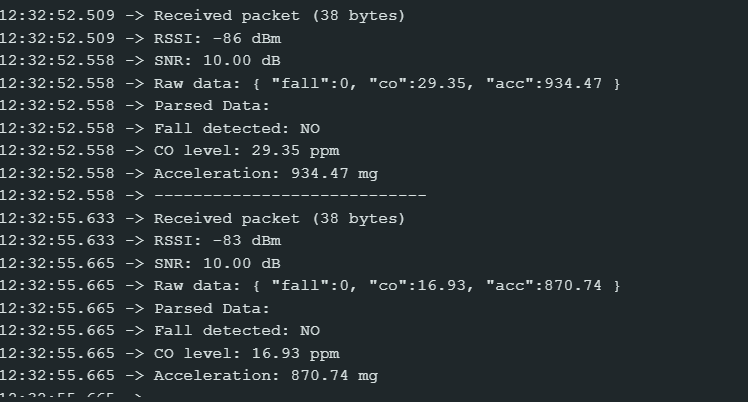 12:32:52.509 -> Received packet (38 bytes)
12:32:52.509 -> RSSI: -86 dBm
12:32:52.558 -> SNR: 10.00 dB
12:32:52.558 -> Raw data: { "fall":0, "co":29.35, "acc":934.47 }
12:32:52.558 -> Parsed Data:
12:32:52.558 -> Fall detected: NO
12:32:52.558 -> CO level: 29.35 ppm
12:32:52.558 -> Acceleration: 934.47 mg
12:32:52.558 -> ----------------------------
12:32:55.633 -> Received packet (38 bytes)
12:32:55.633 -> RSSI: -83 dBm
12:32:55.665 -> SNR: 10.00 dB
12:32:55.665 -> Raw data: { "fall":0, "co":16.93, "acc":870.74 }
12:32:55.665 -> Parsed Data:
12:32:55.665 -> Fall detected: NO
12:32:55.665 -> CO level: 16.93 ppm
12:32:55.665 -> Acceleration: 870.74 mg